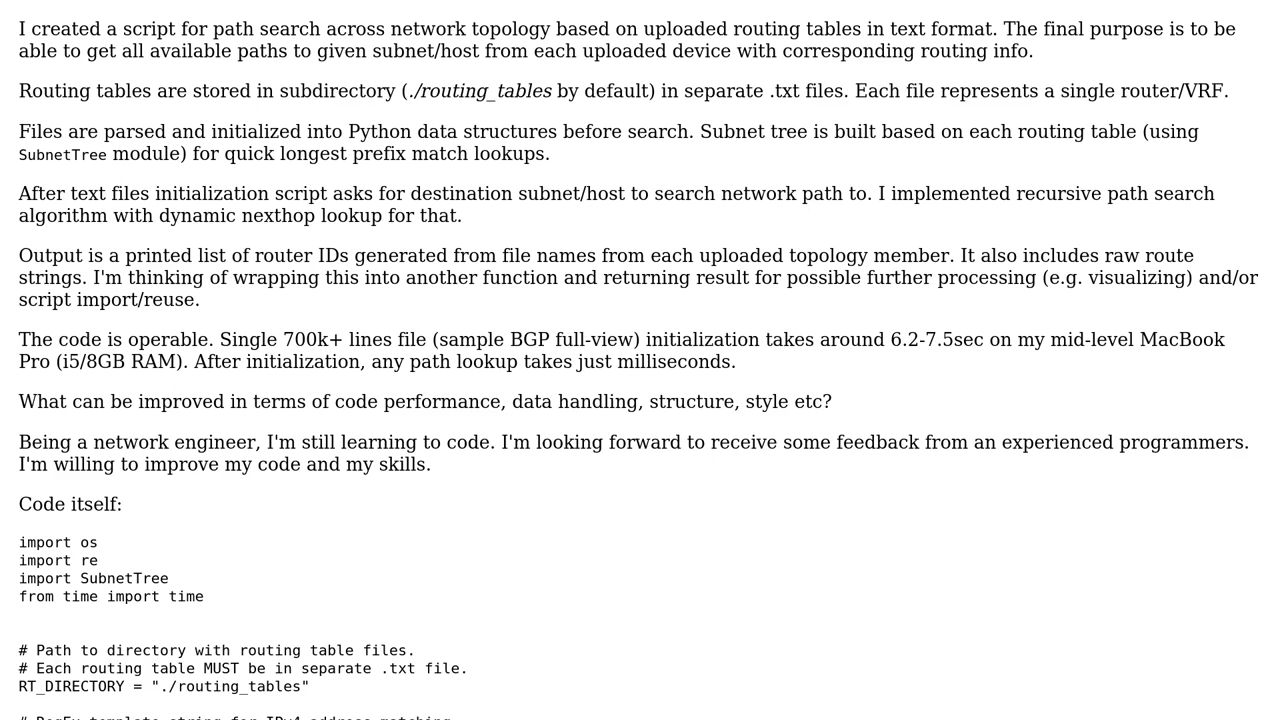 I created a script for path search across network topology based on uploaded routing tables in text format. The final purpose is to be
able to get all available paths to given subnet/host from each uploaded device with corresponding routing info.
Routing tables are stored in subdirectory (./routing_tables by default) in separate .txt files. Each file represents a single router/VRF.
Files are parsed and initialized into Python data structures before search. Subnet tree is built based on each routing table (using
SubnetTree module) for quick longest prefix match lookups.
After text files initialization script asks for destination subnet/host to search network path to. I implemented recursive path search
algorithm with dynamic nexthop lookup for that.
Output is a printed list of router IDs generated from file names from each uploaded topology member. It also includes raw route
strings. I'm thinking of wrapping this into another function and returning result for possible further processing (e.g. visualizing) and/or
script import/reuse.
The code is operable. Single 700k+ lines file (sample BGP full-view) initialization takes around 6.2-7.5sec on my mid-level MacBook
Pro (i5/8GB RAM). After initialization, any path lookup takes just milliseconds.
What can be improved in terms of code performance, data handling, structure, style etc?
Being a network engineer, I'm still learning to code. I'm looking forward to receive some feedback from an experienced programmers.
I'm willing to improve my code and my skills.
Code itself:
import os
import re
import SubnetTree
from time import time
# Path to directory with routing table files.
# Each routing table MUST be in separate .txt file.
RT_DIRECTORY = "./routing_tables"
# RegEx template string for IPv4 address matching